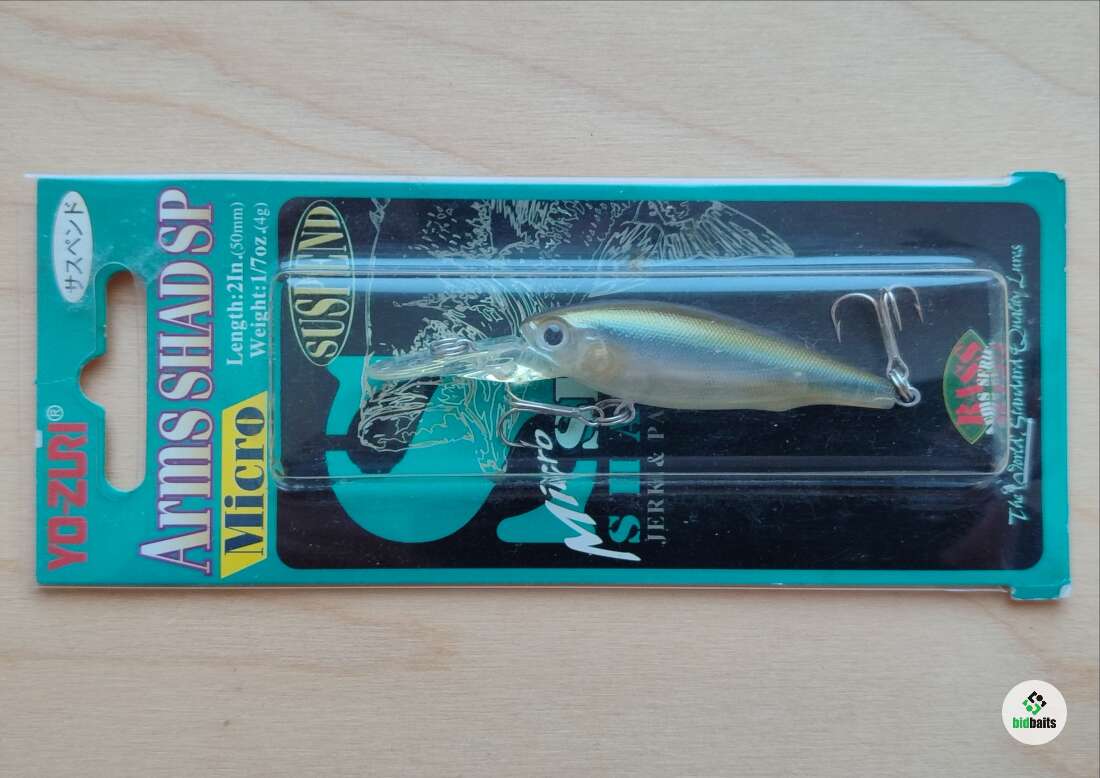 サスペンド
YO-ZURI®
Arms SHAD SP
Micro
Length:2In.(50mm)
Weight:1/7oz.(4g)
SUSPEND
Micro
JERK &
BASS
The World Standard Quality Lures
bidbaits